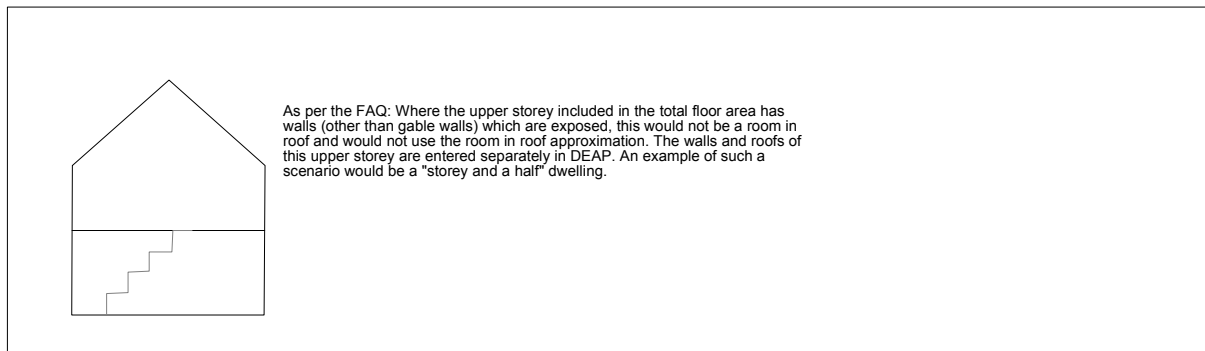 As per the FAQ: Where the upper storey included in the total floor area has
walls (other than gable walls) which are exposed, this would not be a room in
roof and would not use the room in roof approximation. The walls and roofs of
this upper storey are entered separately in DEAP. An example of such a
scenario would be a "storey and a half" dwelling.